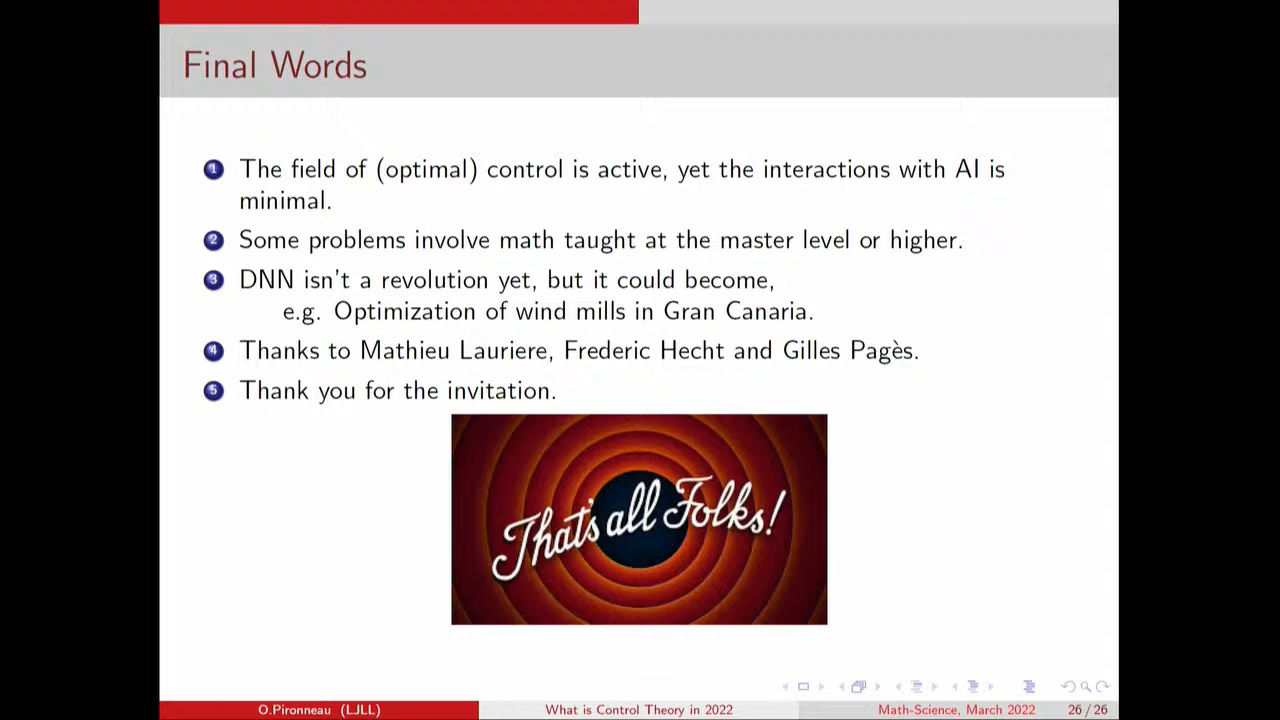 Final Words
1 The field of (optimal) control is active, yet the interactions with AI is
minimal.
2 Some problems involve math taught at the master level or higher.
3 DNN isn't a revolution yet, but it could become,
e.g. Optimization of wind mills in Gran Canaria.
4 Thanks to Mathieu Lauriere, Frederic Hecht and Gilles Pagès.
5 Thank you for the invitation.
That's all Folks!
O.Pironneau (LJLL) What is Control Theory in 2022 Math-Science, March 2022 26 / 26